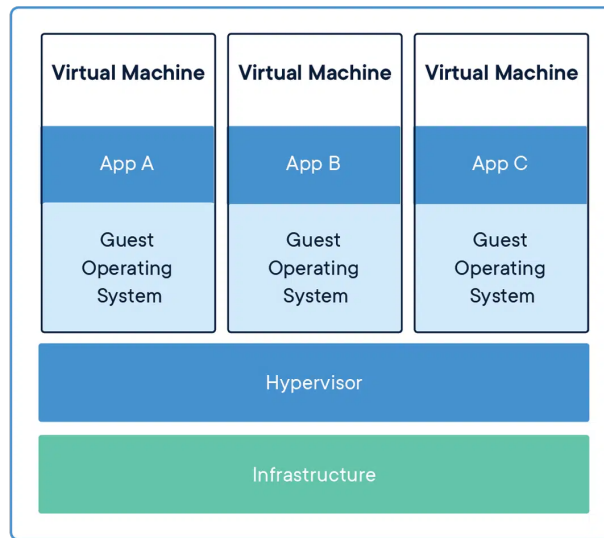 Virtual Machine
Virtual Machine
Virtual Machine
App A
App B
App C
Guest
Operating
System
Guest
Operating
System
Guest
Operating
System
Hypervisor
Infrastructure